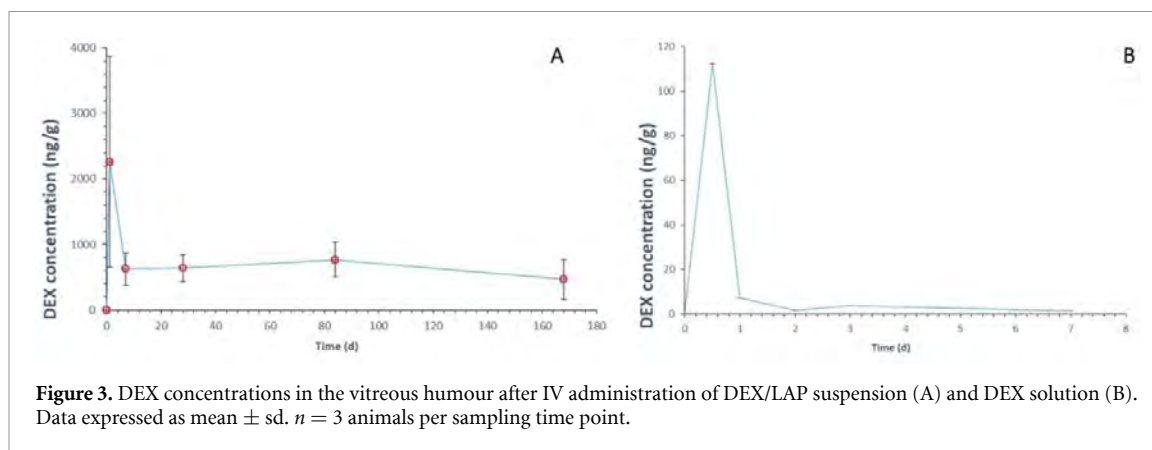 A
DEX concentration (ng/g)
4000
3000
2000
1000
0
0 20 40 60 80 100 120 140 160 180
Time (d)
B
DEX concentration (ng/g)
120
100
80
60
40
20
0
0 1 2 3 4 5 6 7 8
Time (d)
Figure 3. DEX concentrations in the vitreous humour after IV administration of DEX/LAP suspension (A) and DEX solution (B).
Data expressed as mean ± sd. n = 3 animals per sampling time point.